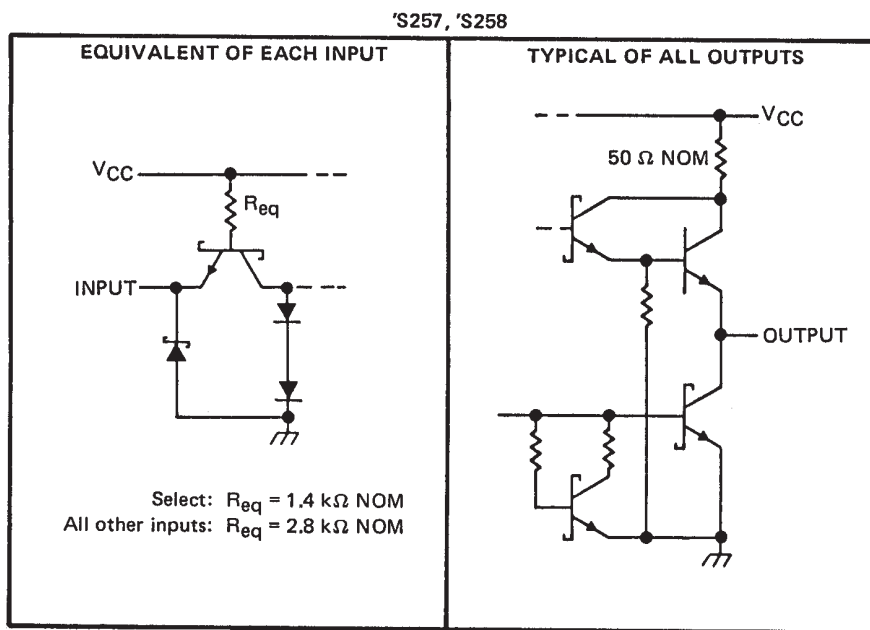 'S257, 'S258
EQUIVALENT OF EACH INPUT
VCC
Req
INPUT
Select: Req = 1.4 kΩ NOM
All other inputs: Req = 2.8 kΩ NOM
TYPICAL OF ALL OUTPUTS
VCC
50 Ω NOM
OUTPUT